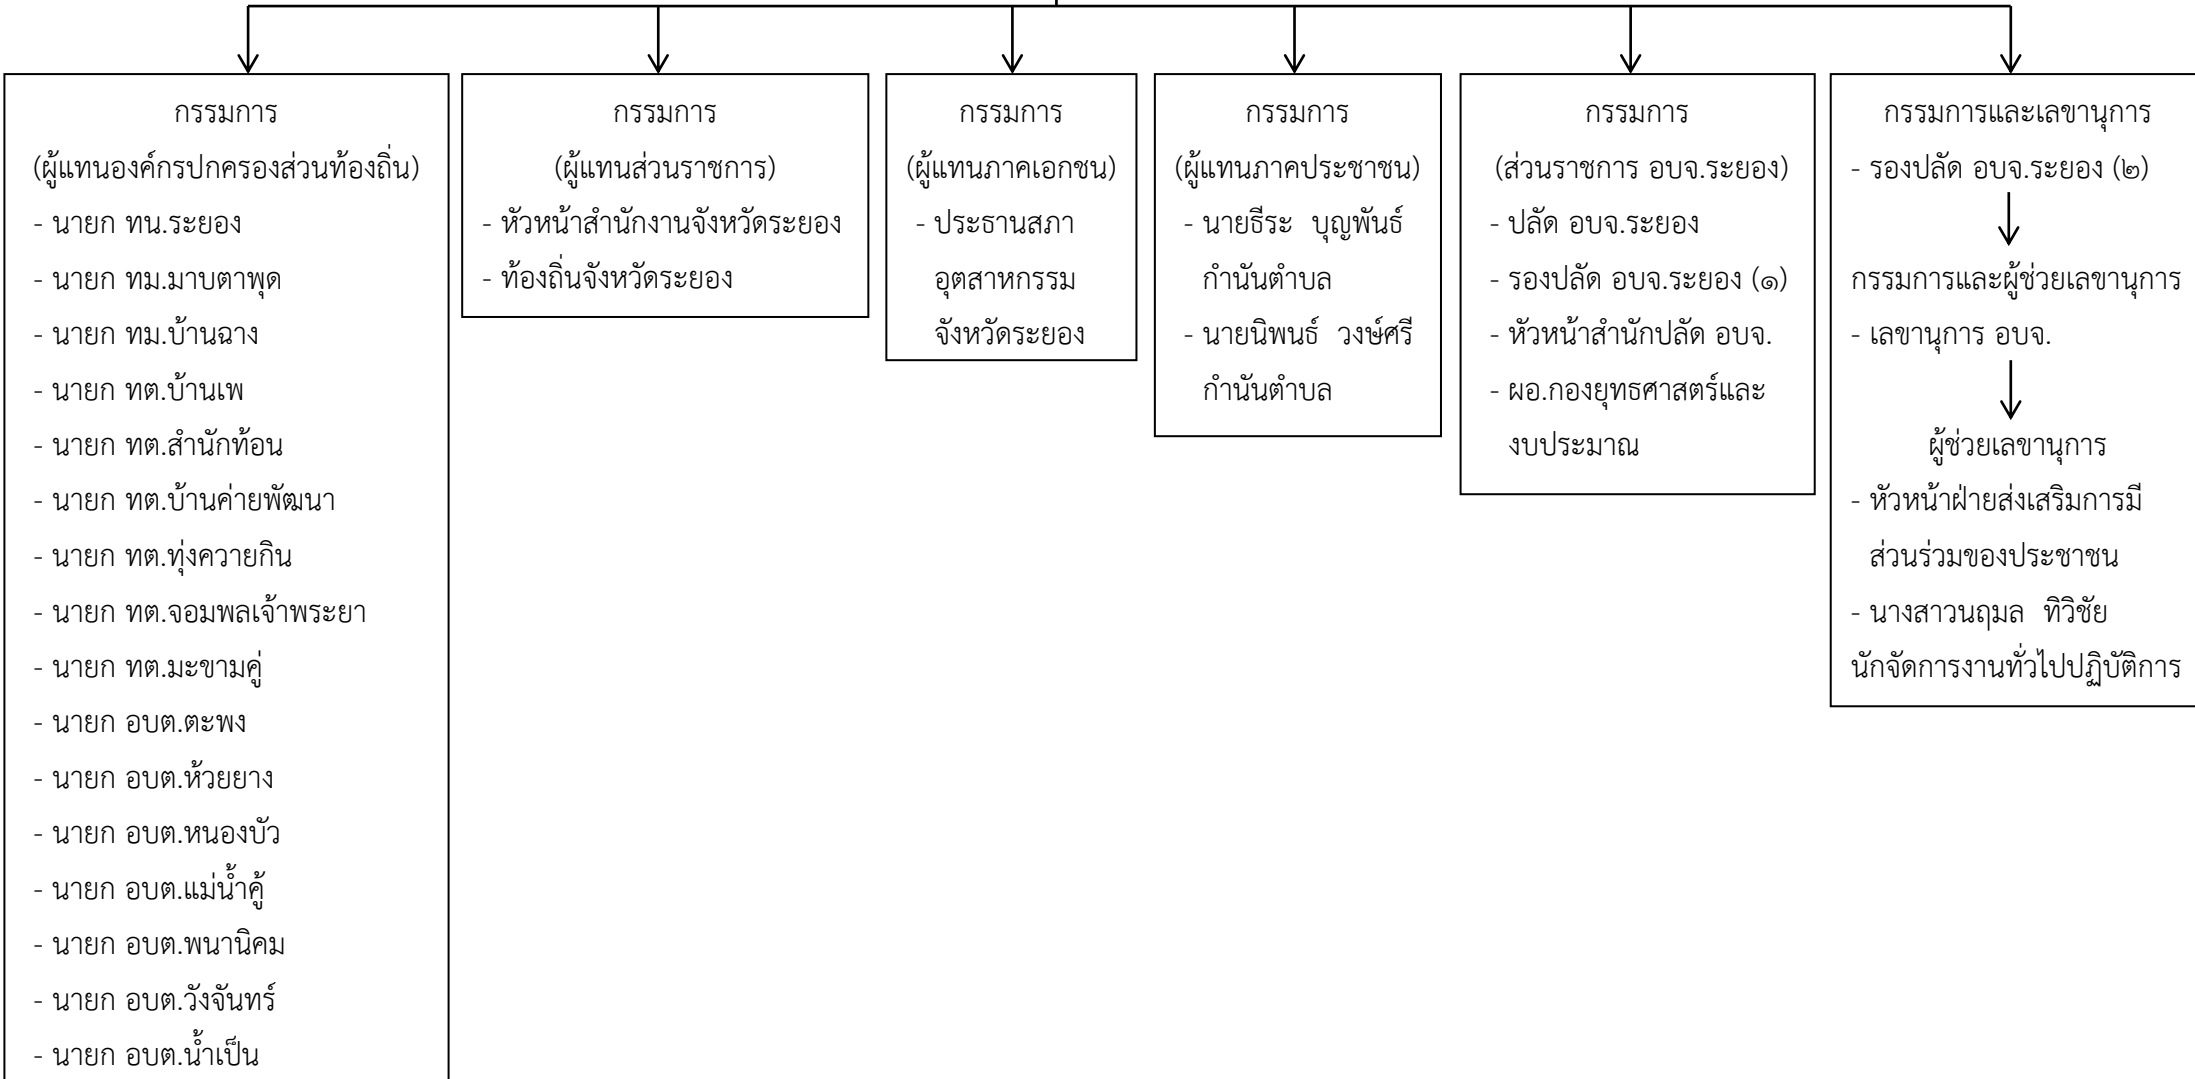 กรรมการ
(ผู้แทนองค์กรปกครองส่วนท้องถิ่น)
- นายก ทน.ระยอง
- นายก ทม.มาบตาพุด
- นายก ทม.บ้านฉาง
- นายก ทต.บ้านเพ
- นายก ทต.สำนักท้อน
- นายก ทต.บ้านค่ายพัฒนา
- นายก ทต.ทุ่งควายกิน
- นายก ทต.จอมพลเจ้าพระยา
- นายก ทต.มะขามคู่
- นายก อบต.ตะพง
- นายก อบต.ห้วยยาง
- นายก อบต.หนองบัว
- นายก อบต.แม่น้ำคู้
- นายก อบต.พนานิคม
- นายก อบต.วังจันทร์
- นายก อบต.น้ำเป็น
กรรมการ
(ผู้แทนส่วนราชการ)
- หัวหน้าสำนักงานจังหวัดระยอง
- ท้องถิ่นจังหวัดระยอง
กรรมการ
(ผู้แทนภาคเอกชน)
- ประธานสภา
อุตสาหกรรม
จังหวัดระยอง
กรรมการ
(ผู้แทนภาคประชาชน)
- นายธีระ บุญพันธ์
กำนันตำบล
- นายนิพนธ์ วงษ์ศรี
กำนันตำบล
กรรมการ
(ส่วนราชการ อบจ.ระยอง)
- ปลัด อบจ.ระยอง
- รองปลัด อบจ.ระยอง (๑)
- หัวหน้าสำนักปลัด อบจ.
- ผอ.กองยุทธศาสตร์และ
งบประมาณ
กรรมการและเลขานุการ
- รองปลัด อบจ.ระยอง (๒)
กรรมการและผู้ช่วยเลขานุการ
- เลขานุการ อบจ.
ผู้ช่วยเลขานุการ
- หัวหน้าฝ่ายส่งเสริมการมี
ส่วนร่วมของประชาชน
- นางสาวนฤมล ทิวิชัย
นักจัดการงานทั่วไปปฏิบัติการ